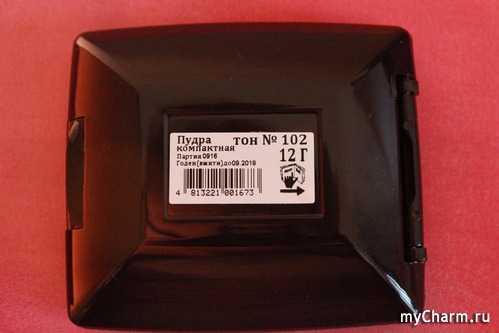 Пудра тон № 102
компактная 12 Г
Партия 0916
Годен(вжити)до09.2018
4 813221 001673
myCharm.ru